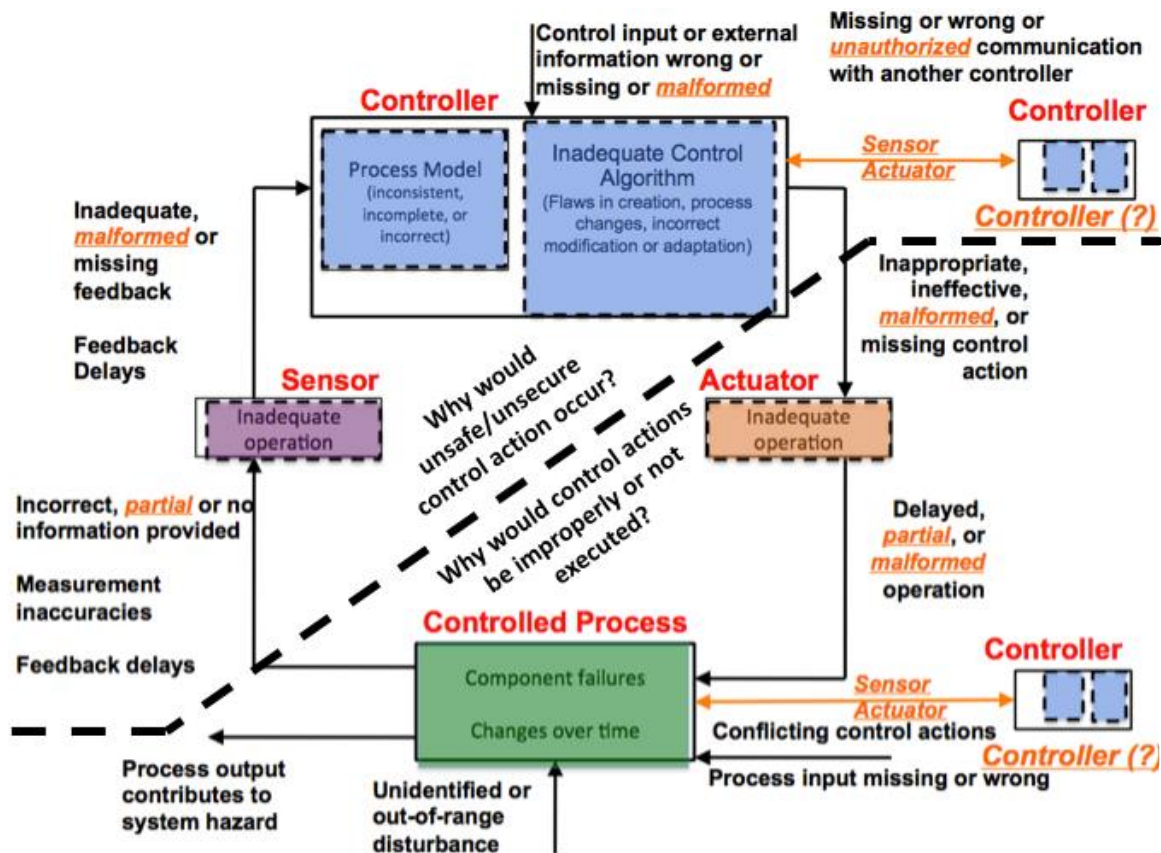 Control input or external
information wrong or
missing or malformed
Missing or wrong or
unauthorized communication
with another controller
Controller
Controller
Process Model
(inconsistent,
incomplete, or
incorrect)
Inadequate Control
Algorithm
(Flaws in creation, process
changes, incorrect
modification or adaptation)
Sensor
Actuator
Controller (?)
Inadequate,
malformed or
missing
feedback
Feedback
Delays
Inappropriate,
ineffective,
malformed, or
missing control
action
Sensor
Inadequate
operation
Why would
unsafe/unsecure
control action occur?
Why would control actions
be improperly or not
executed?
Actuator
Inadequate
operation
Incorrect, partial or no
information provided
Measurement
inaccuracies
Feedback delays
Delayed,
partial, or
malformed
operation
Controlled Process
Component failures
Changes over time
Controller
Sensor
Actuator
Conflicting control actions
Controller (?)
Process input missing or wrong
Process output
contributes to
system hazard
Unidentified or
out-of-range
disturbance